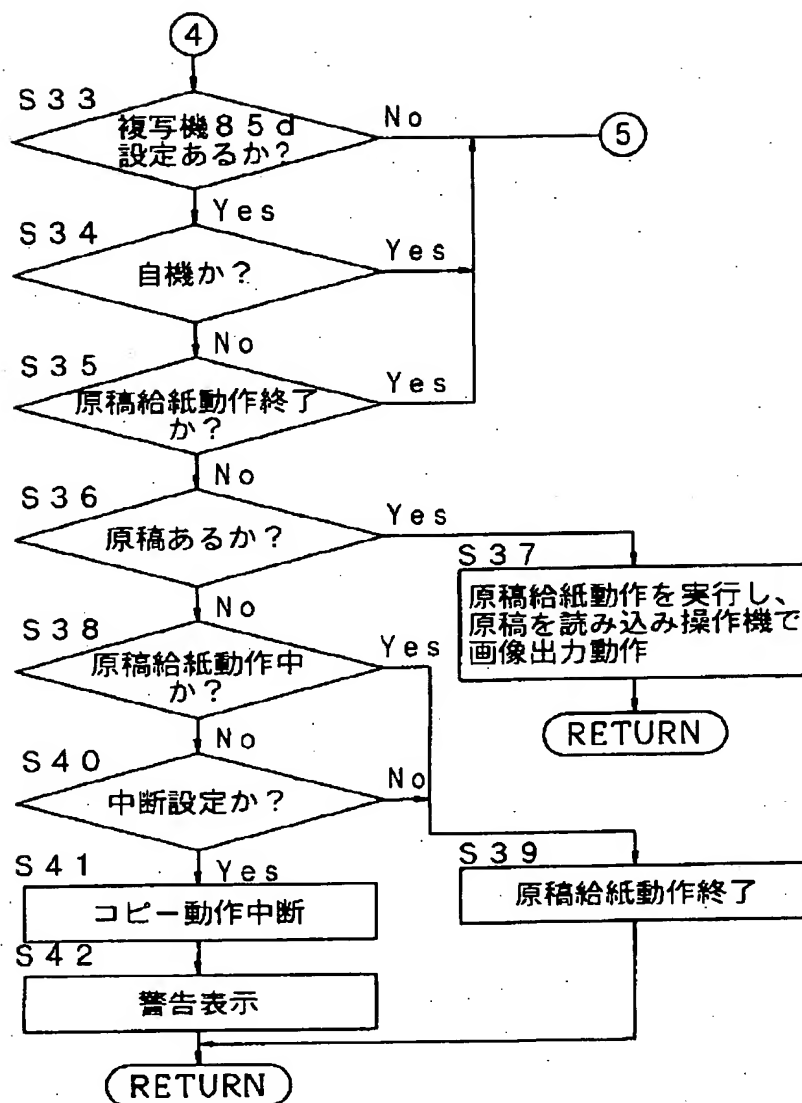 4
S33
複写機85d
設定あるか?
No
5
Yes
S34
自機か?
Yes
No
S35
原稿給紙動作終了
か?
Yes
No
S36
原稿あるか?
Yes
S37
原稿給紙動作を実行し、
原稿を読み込み操作機で
画像出力動作
RETURN
No
S38
原稿給紙動作中
か?
Yes
No
S40
中断設定か?
No
S39
原稿給紙動作終了
Yes
S41
コピー動作中断
S42
警告表示
RETURN